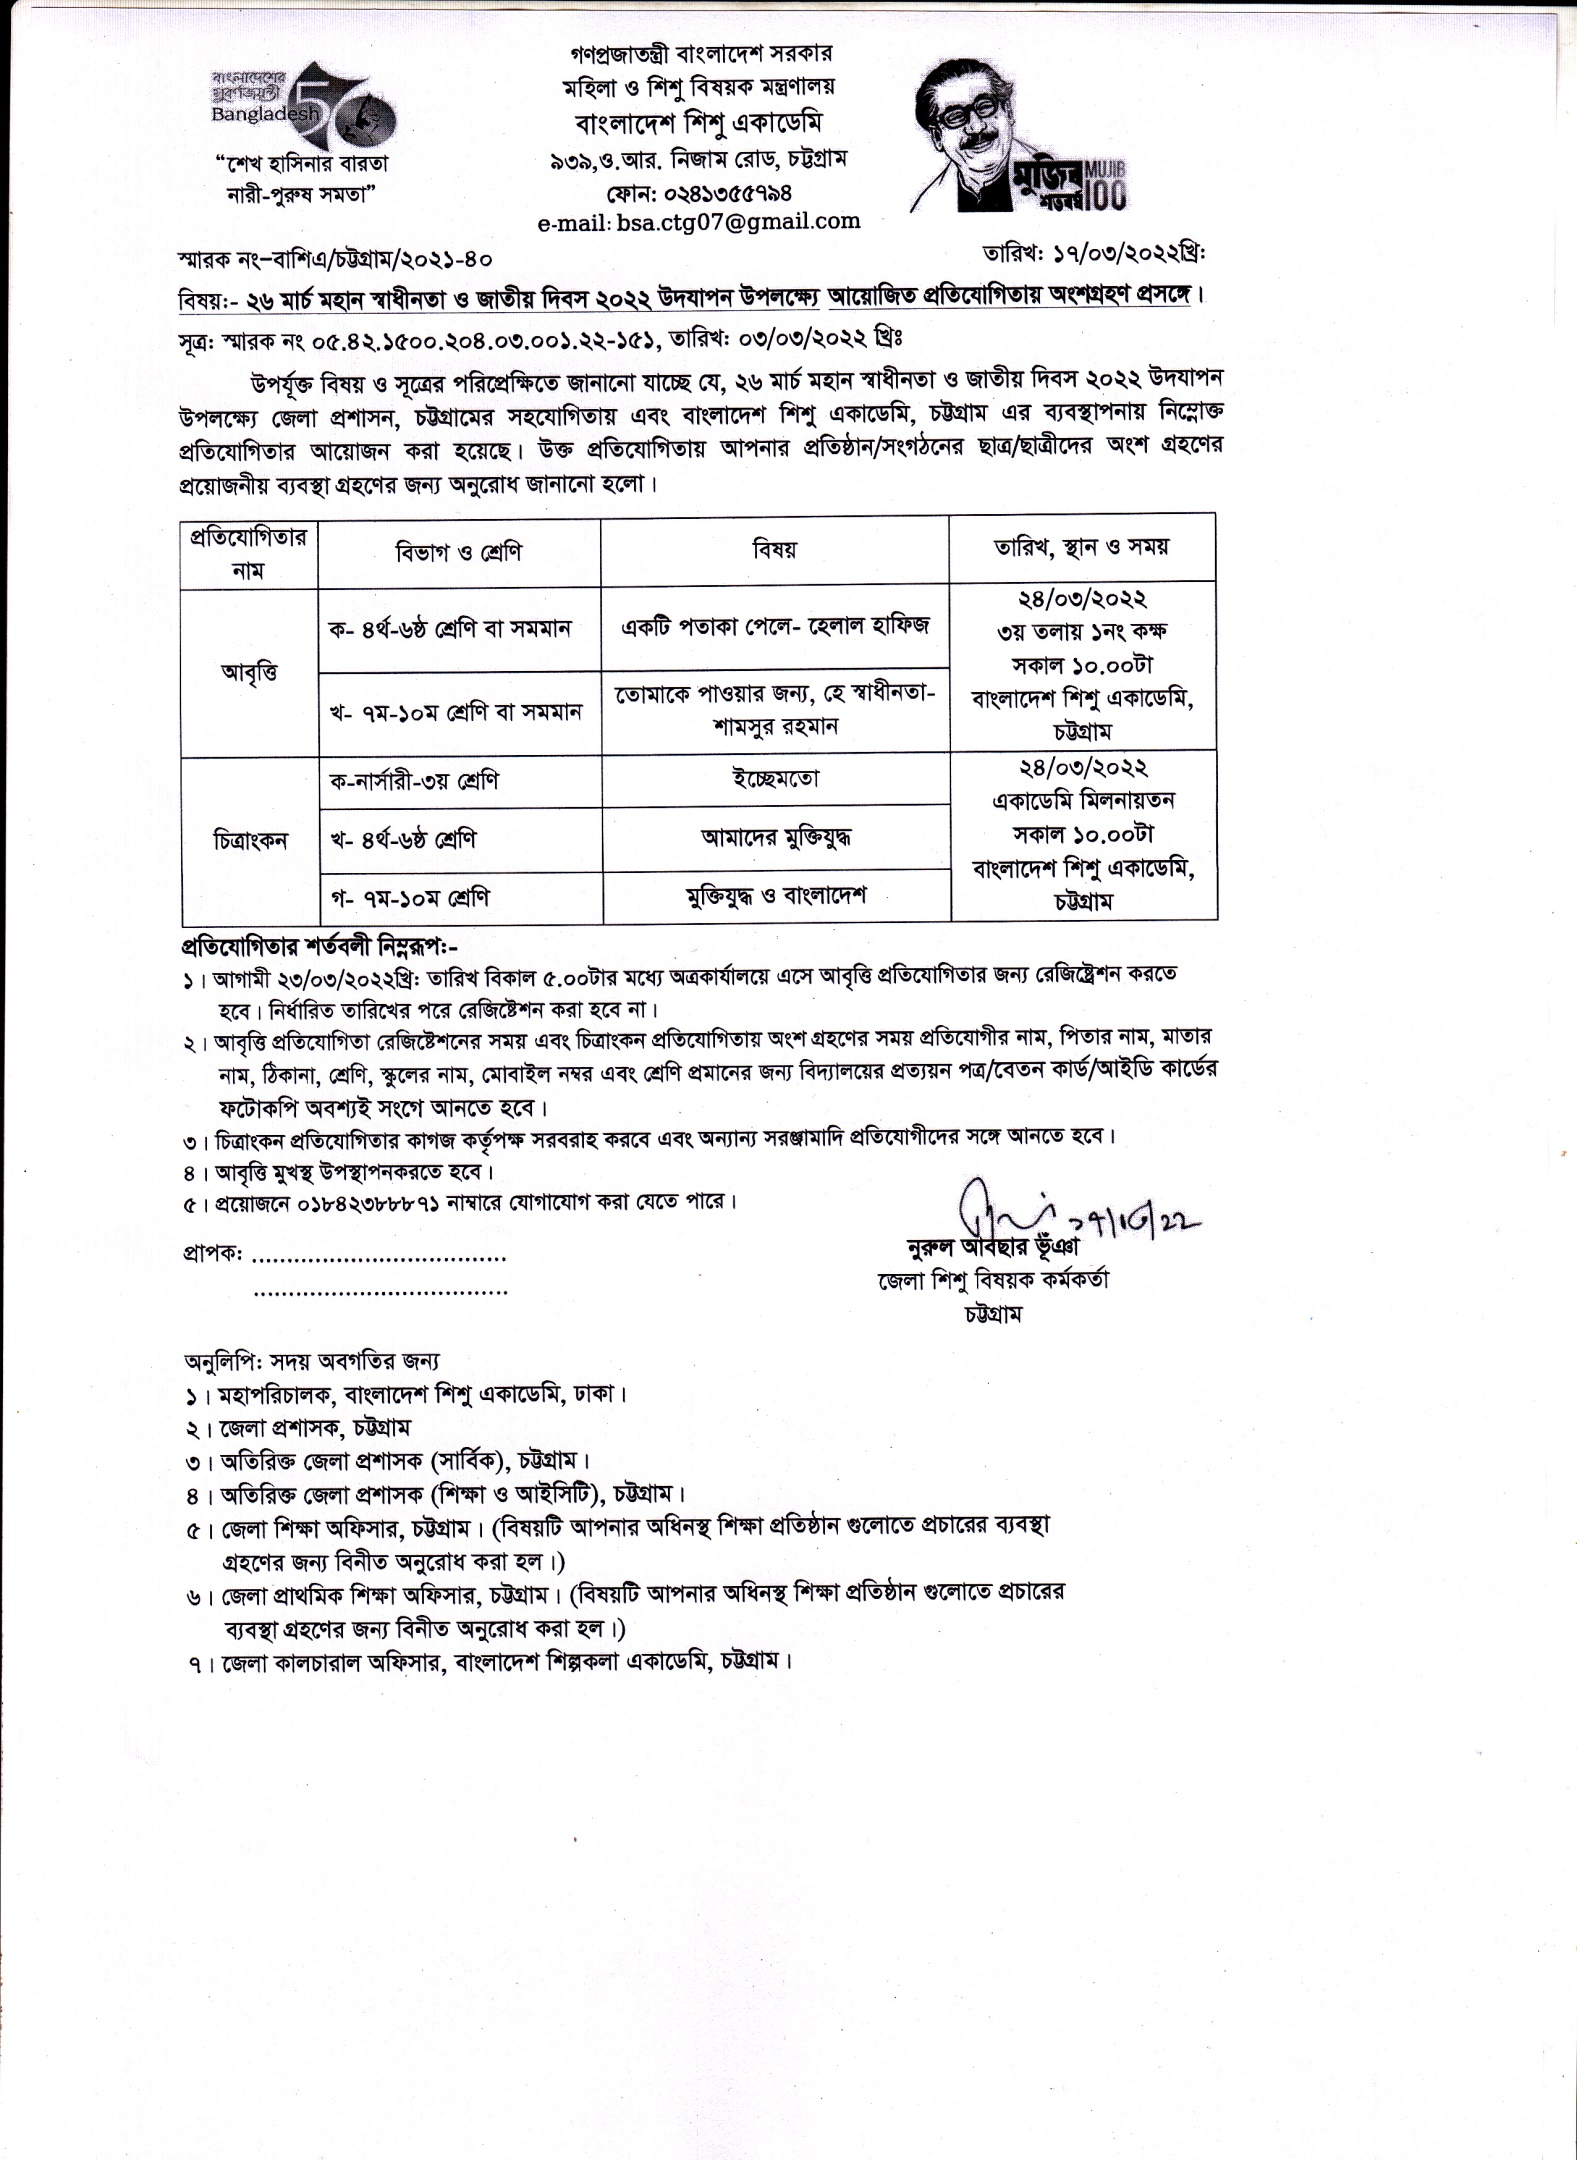 গণপ্রজাতন্ত্রী বাংলাদেশ সরকার
মহিলা ও শিশু বিষয়ক মন্ত্রণালয়
বাংলাদেশ শিশু একাডেমি
৯৩৯,ও.আর. নিজাম রোড, চট্টগ্রাম
ফোন: ০২৪১৩৫৫৭৯৪
e-mail: bsa.ctg07@gmail.com
বাংলাদেশের
সুবর্ণজয়ন্তী
Bangladesh 50
“শেখ হাসিনার বারতা
নারী-পুরুষ সমতা”
মুজিব MUJIB
শতবর্ষ 100
স্মারক নং–বাশিএ/চট্টগ্রাম/২০২১-৪০ তারিখ: ১৭/০৩/২০২২খ্রি:
বিষয়:- ২৬ মার্চ মহান স্বাধীনতা ও জাতীয় দিবস ২০২২ উদযাপন উপলক্ষ্যে আয়োজিত প্রতিযোগিতায় অংশগ্রহণ প্রসঙ্গে।
সূত্র: স্মারক নং ০৫.৪২.১৫০০.২০৪.০৩.০০১.২২-১৫১, তারিখ: ০৩/০৩/২০২২ খ্রিঃ
উপর্যূক্ত বিষয় ও সূত্রের পরিপ্রেক্ষিতে জানানো যাচ্ছে যে, ২৬ মার্চ মহান স্বাধীনতা ও জাতীয় দিবস ২০২২ উদযাপন
উপলক্ষ্যে জেলা প্রশাসন, চট্টগ্রামের সহযোগিতায় এবং বাংলাদেশ শিশু একাডেমি, চট্টগ্রাম এর ব্যবস্থাপনায় নিম্নোক্ত
প্রতিযোগিতার আয়োজন করা হয়েছে। উক্ত প্রতিযোগিতায় আপনার প্রতিষ্ঠান/সংগঠনের ছাত্র/ছাত্রীদের অংশ গ্রহণের
প্রয়োজনীয় ব্যবস্থা গ্রহণের জন্য অনুরোধ জানানো হলো।
প্রতিযোগিতার
নাম
বিভাগ ও শ্রেণি
বিষয়
তারিখ, স্থান ও সময়
আবৃত্তি
ক- ৪র্থ-৬ষ্ঠ শ্রেণি বা সমমান
একটি পতাকা পেলে- হেলাল হাফিজ
খ- ৭ম-১০ম শ্রেণি বা সমমান
তোমাকে পাওয়ার জন্য, হে স্বাধীনতা-
শামসুর রহমান
২৪/০৩/২০২২
৩য় তলায় ১নং কক্ষ
সকাল ১০.০০টা
বাংলাদেশ শিশু একাডেমি,
চট্টগ্রাম
চিত্রাংকন
ক-নার্সারী-৩য় শ্রেণি
ইচ্ছেমতো
খ- ৪র্থ-৬ষ্ঠ শ্রেণি
আমাদের মুক্তিযুদ্ধ
গ- ৭ম-১০ম শ্রেণি
মুক্তিযুদ্ধ ও বাংলাদেশ
২৪/০৩/২০২২
একাডেমি মিলনায়তন
সকাল ১০.০০টা
বাংলাদেশ শিশু একাডেমি,
চট্টগ্রাম
প্রতিযোগিতার শর্তবলী নিম্নরূপ:-
১। আগামী ২৩/০৩/২০২২খ্রি: তারিখ বিকাল ৫.০০টার মধ্যে অত্রকার্যালয়ে এসে আবৃত্তি প্রতিযোগিতার জন্য রেজিষ্ট্রেশন করতে
হবে। নির্ধারিত তারিখের পরে রেজিষ্টেশন করা হবে না।
২। আবৃত্তি প্রতিযোগিতা রেজিষ্টেশনের সময় এবং চিত্রাংকন প্রতিযোগিতায় অংশ গ্রহণের সময় প্রতিযোগীর নাম, পিতার নাম, মাতার
নাম, ঠিকানা, শ্রেণি, স্কুলের নাম, মোবাইল নম্বর এবং শ্রেণি প্রমানের জন্য বিদ্যালয়ের প্রত্যয়ন পত্র/বেতন কার্ড/আইডি কার্ডের
ফটোকপি অবশ্যই সংগে আনতে হবে।
৩। চিত্রাংকন প্রতিযোগিতার কাগজ কর্তৃপক্ষ সরবরাহ করবে এবং অন্যান্য সরঞ্জামাদি প্রতিযোগীদের সঙ্গে আনতে হবে।
৪। আবৃত্তি মুখস্থ উপস্থাপনকরতে হবে।
৫। প্রয়োজনে ০১৮৪২৩৮৮৮৭১ নাম্বারে যোগাযোগ করা যেতে পারে।
১৭/০৩/২২
প্রাপক: ....................................
....................................
নুরুল আবছার ভূঁঞা
জেলা শিশু বিষয়ক কর্মকর্তা
চট্টগ্রাম
অনুলিপি: সদয় অবগতির জন্য
১। মহাপরিচালক, বাংলাদেশ শিশু একাডেমি, ঢাকা।
২। জেলা প্রশাসক, চট্টগ্রাম
৩। অতিরিক্ত জেলা প্রশাসক (সার্বিক), চট্টগ্রাম।
৪। অতিরিক্ত জেলা প্রশাসক (শিক্ষা ও আইসিটি), চট্টগ্রাম।
৫। জেলা শিক্ষা অফিসার, চট্টগ্রাম। (বিষয়টি আপনার অধিনস্থ শিক্ষা প্রতিষ্ঠান গুলোতে প্রচারের ব্যবস্থা
গ্রহণের জন্য বিনীত অনুরোধ করা হল।)
৬। জেলা প্রাথমিক শিক্ষা অফিসার, চট্টগ্রাম। (বিষয়টি আপনার অধিনস্থ শিক্ষা প্রতিষ্ঠান গুলোতে প্রচারের
ব্যবস্থা গ্রহণের জন্য বিনীত অনুরোধ করা হল।)
৭। জেলা কালচারাল অফিসার, বাংলাদেশ শিল্পকলা একাডেমি, চট্টগ্রাম।